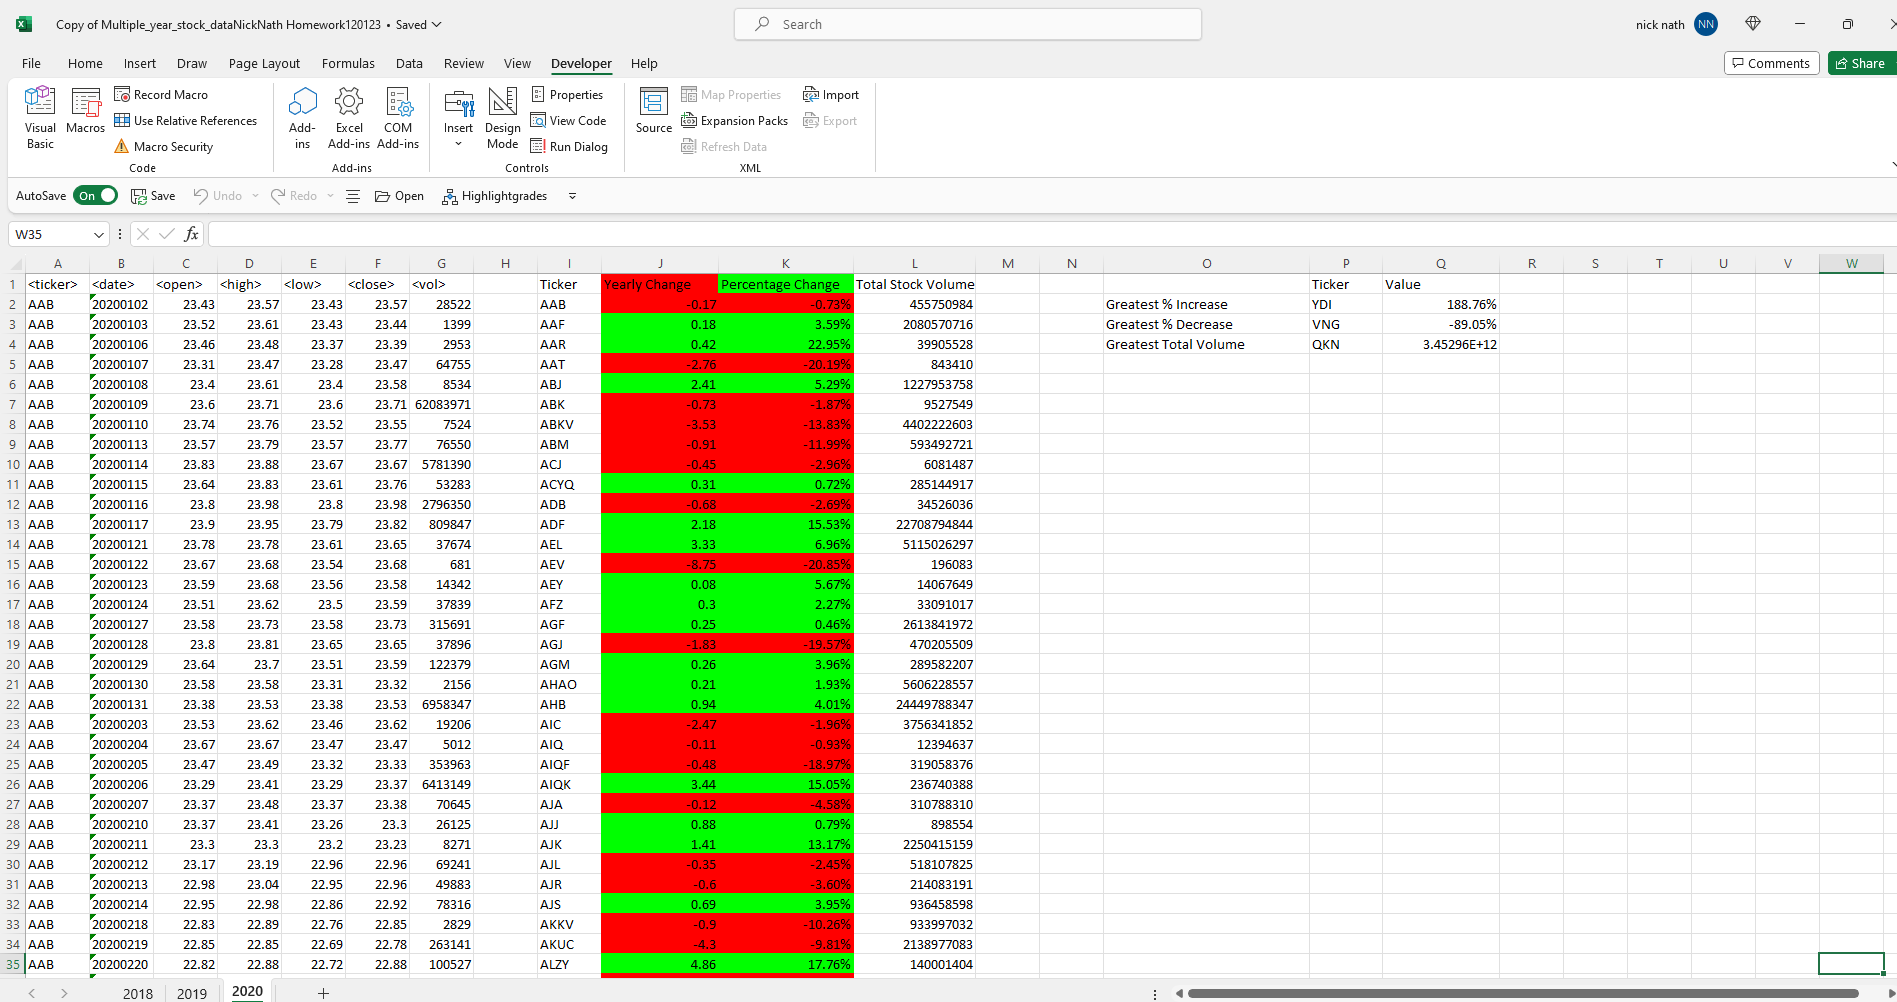 Copy of Multiple_year_stock_dataNickNath Homework120123 • Saved
Search
nick nath NN
File Home Insert Draw Page Layout Formulas Data Review View Developer Help
Comments Share
Visual Basic
Macros
Record Macro
Use Relative References
Macro Security
Code
Add-ins
Excel Add-ins
COM Add-ins
Add-ins
Insert
Design Mode
Properties
View Code
Run Dialog
Controls
Source
Map Properties
Expansion Packs
Refresh Data
Import
Export
XML
AutoSave On Save Undo Redo Open Highlightgrades
W35 fx
A B C D E F G H I J K L M N O P Q R S T U V W
1 <ticker> <date> <open> <high> <low> <close> <vol> Ticker Yearly Change Percentage Change Total Stock Volume Ticker Value
2 AAB 20200102 23.43 23.57 23.43 23.57 28522 AAB -0.17 -0.73% 455750984 Greatest % Increase YDI 188.76%
3 AAB 20200103 23.52 23.61 23.43 23.44 1399 AAF 0.18 3.59% 2080570716 Greatest % Decrease VNG -89.05%
4 AAB 20200106 23.46 23.48 23.37 23.39 2953 AAR 0.42 22.95% 39905528 Greatest Total Volume QKN 3.45296E+12
5 AAB 20200107 23.31 23.47 23.28 23.47 64755 AAT -2.76 -20.19% 843410
6 AAB 20200108 23.4 23.61 23.4 23.58 8534 ABJ 2.41 5.29% 1227953758
7 AAB 20200109 23.6 23.71 23.6 23.71 62083971 ABK -0.73 -1.87% 9527549
8 AAB 20200110 23.74 23.76 23.52 23.55 7524 ABKV -3.53 -13.83% 4402222603
9 AAB 20200113 23.57 23.79 23.57 23.77 76550 ABM -0.91 -11.99% 593492721
10 AAB 20200114 23.83 23.88 23.67 23.67 5781390 ACJ -0.45 -2.96% 6081487
11 AAB 20200115 23.64 23.83 23.61 23.76 53283 ACYQ 0.31 0.72% 285144917
12 AAB 20200116 23.8 23.98 23.8 23.98 2796350 ADB -0.68 -2.69% 34526036
13 AAB 20200117 23.9 23.95 23.79 23.82 809847 ADF 2.18 15.53% 22708794844
14 AAB 20200121 23.78 23.78 23.61 23.65 37674 AEL 3.33 6.96% 5115026297
15 AAB 20200122 23.67 23.68 23.54 23.68 681 AEV -8.75 -20.85% 196083
16 AAB 20200123 23.59 23.68 23.56 23.58 14342 AEY 0.08 5.67% 14067649
17 AAB 20200124 23.51 23.62 23.5 23.59 37839 AFZ 0.3 2.27% 33091017
18 AAB 20200127 23.58 23.73 23.58 23.73 315691 AGF 0.25 0.46% 2613841972
19 AAB 20200128 23.8 23.81 23.65 23.65 37896 AGJ -1.83 -19.57% 470205509
20 AAB 20200129 23.64 23.7 23.51 23.59 122379 AGM 0.26 3.96% 289582207
21 AAB 20200130 23.58 23.58 23.31 23.32 2156 AHAO 0.21 1.93% 5606228557
22 AAB 20200131 23.38 23.53 23.38 23.53 6958347 AHB 0.94 4.01% 24449788347
23 AAB 20200203 23.53 23.62 23.46 23.62 19206 AIC -2.47 -1.96% 3756341852
24 AAB 20200204 23.67 23.67 23.47 23.47 5012 AIQ -0.11 -0.93% 12394637
25 AAB 20200205 23.47 23.49 23.32 23.33 353963 AIQF -0.48 -18.97% 319058376
26 AAB 20200206 23.29 23.41 23.29 23.37 6413149 AIQK 3.44 15.05% 236740388
27 AAB 20200207 23.37 23.48 23.37 23.38 70645 AJA -0.12 -4.58% 310788310
28 AAB 20200210 23.37 23.41 23.26 23.3 26125 AJJ 0.88 0.79% 898554
29 AAB 20200211 23.3 23.3 23.2 23.23 8271 AJK 1.41 13.17% 2250415159
30 AAB 20200212 23.17 23.19 22.96 22.96 69241 AJL -0.35 -2.45% 518107825
31 AAB 20200213 22.98 23.04 22.95 22.96 49883 AJR -0.6 -3.60% 214083191
32 AAB 20200214 22.95 22.98 22.86 22.92 78316 AJS 0.69 3.95% 936458598
33 AAB 20200218 22.83 22.89 22.76 22.85 2829 AKKV -0.9 -10.26% 933997032
34 AAB 20200219 22.85 22.85 22.69 22.78 263141 AKUC -4.3 -9.81% 2138977083
35 AAB 20200220 22.82 22.88 22.72 22.88 100527 ALZY 4.86 17.76% 140001404
2018 2019 2020